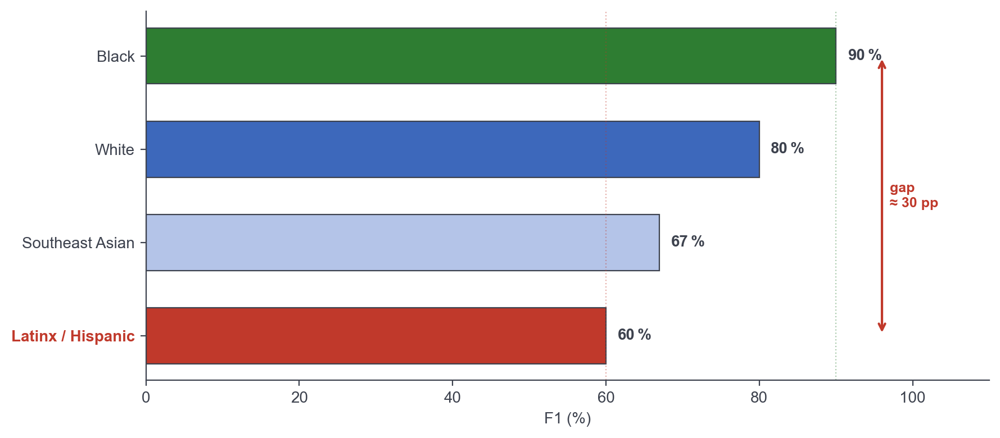 Black
90 %
White
80 %
gap
≈ 30 pp
Southeast Asian
67 %
Latinx / Hispanic
60 %
0 20 40 60 80 100
F1 (%)